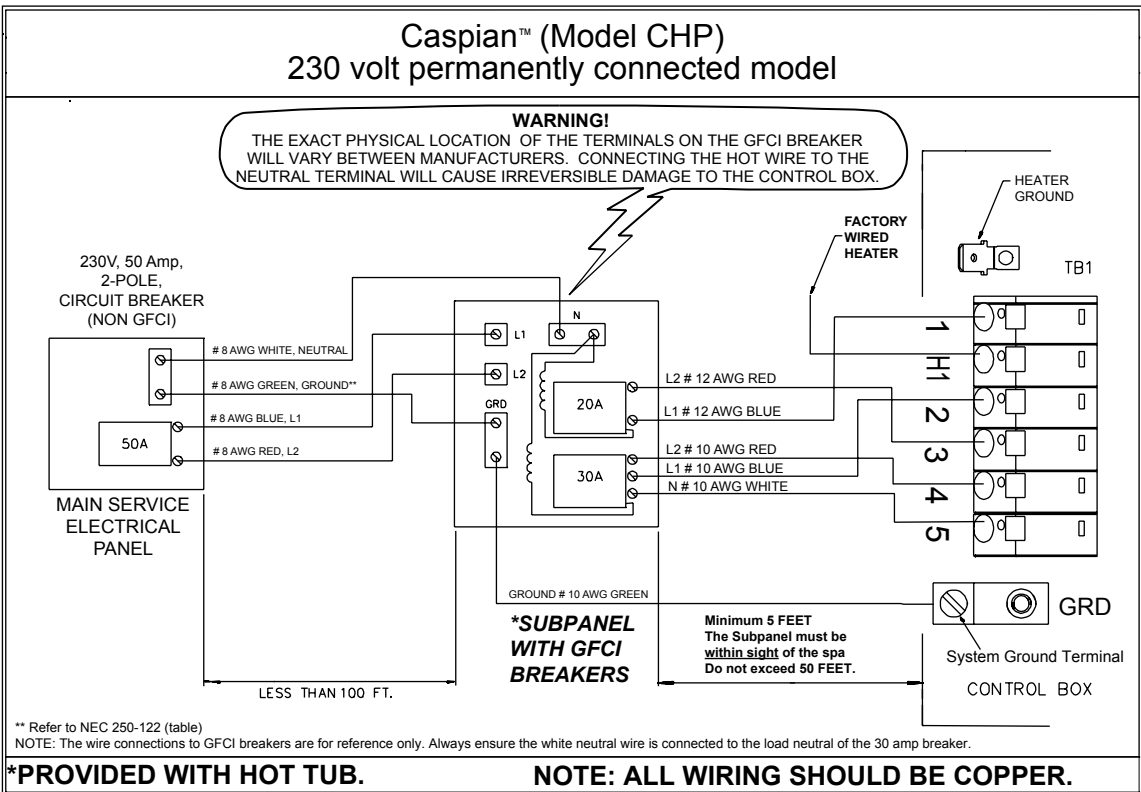 Caspian™ (Model CHP)
230 volt permanently connected model
WARNING!
THE EXACT PHYSICAL LOCATION OF THE TERMINALS ON THE GFCI BREAKER
WILL VARY BETWEEN MANUFACTURERS. CONNECTING THE HOT WIRE TO THE
NEUTRAL TERMINAL WILL CAUSE IRREVERSIBLE DAMAGE TO THE CONTROL BOX.
HEATER
GROUND
FACTORY
WIRED
HEATER
TB1
230V, 50 Amp,
2-POLE,
CIRCUIT BREAKER
(NON GFCI)
# 8 AWG WHITE, NEUTRAL
# 8 AWG GREEN, GROUND**
# 8 AWG BLUE, L1
# 8 AWG RED, L2
50A
MAIN SERVICE
ELECTRICAL
PANEL
N
L1
L2
GRD
20A
30A
L2 # 12 AWG RED
L1 # 12 AWG BLUE
L2 # 10 AWG RED
L1 # 10 AWG BLUE
N # 10 AWG WHITE
1
H1
2
3
4
5
GROUND # 10 AWG GREEN
*SUBPANEL
WITH GFCI
BREAKERS
Minimum 5 FEET
The Subpanel must be
within sight of the spa
Do not exceed 50 FEET.
GRD
System Ground Terminal
CONTROL BOX
LESS THAN 100 FT.
** Refer to NEC 250-122 (table)
NOTE: The wire connections to GFCI breakers are for reference only. Always ensure the white neutral wire is connected to the load neutral of the 30 amp breaker.
*PROVIDED WITH HOT TUB.
NOTE: ALL WIRING SHOULD BE COPPER.